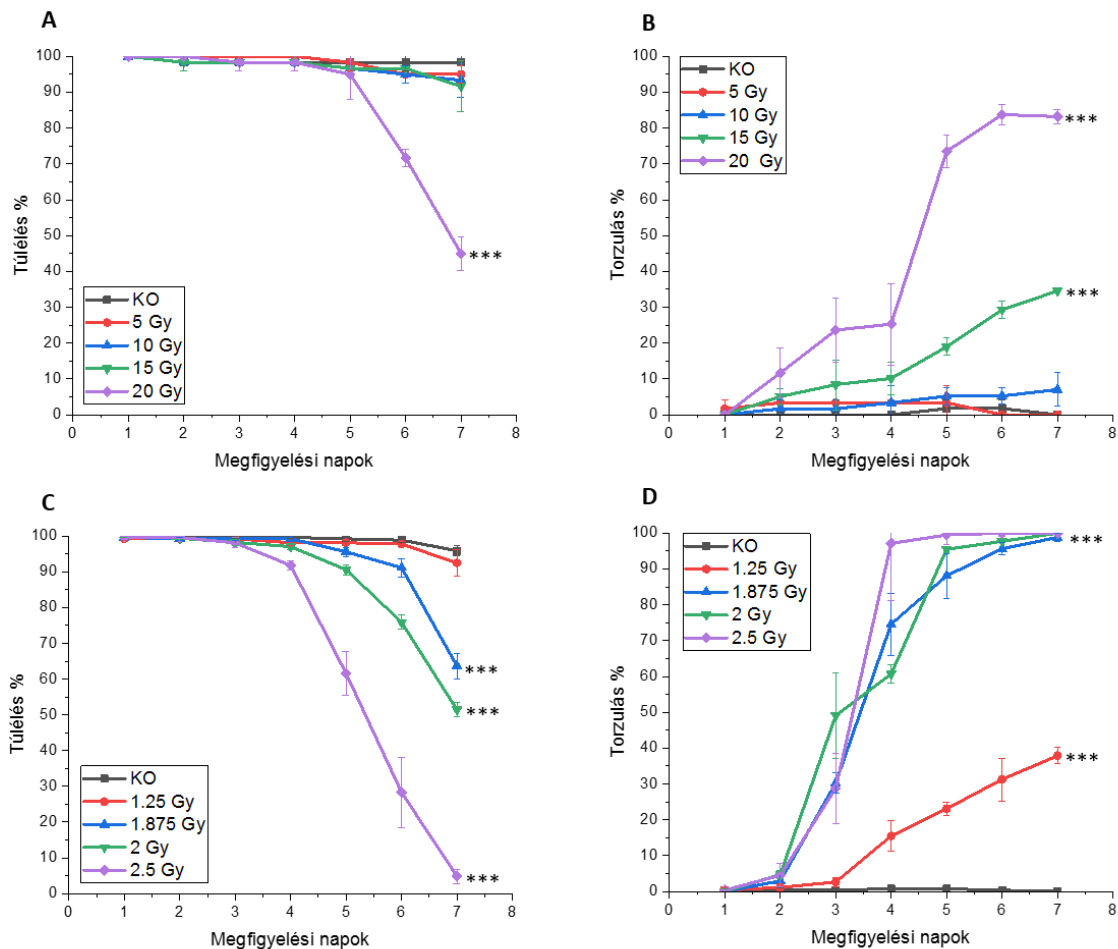 A
Túlélés %
100
90
80
70
60
50
40
30
20
10
0
KO
5 Gy
10 Gy
15 Gy
20 Gy
***
0 1 2 3 4 5 6 7 8
Megfigyelési napok
B
Torzulás %
100
90
80
70
60
50
40
30
20
10
0
KO
5 Gy
10 Gy
15 Gy
20 Gy
***
***
0 1 2 3 4 5 6 7 8
Megfigyelési napok
C
Túlélés %
100
90
80
70
60
50
40
30
20
10
0
KO
1.25 Gy
1.875 Gy
2 Gy
2.5 Gy
***
***
***
0 1 2 3 4 5 6 7 8
Megfigyelési napok
D
Torzulás %
100
90
80
70
60
50
40
30
20
10
0
KO
1.25 Gy
1.875 Gy
2 Gy
2.5 Gy
***
***
0 1 2 3 4 5 6 7 8
Megfigyelési napok